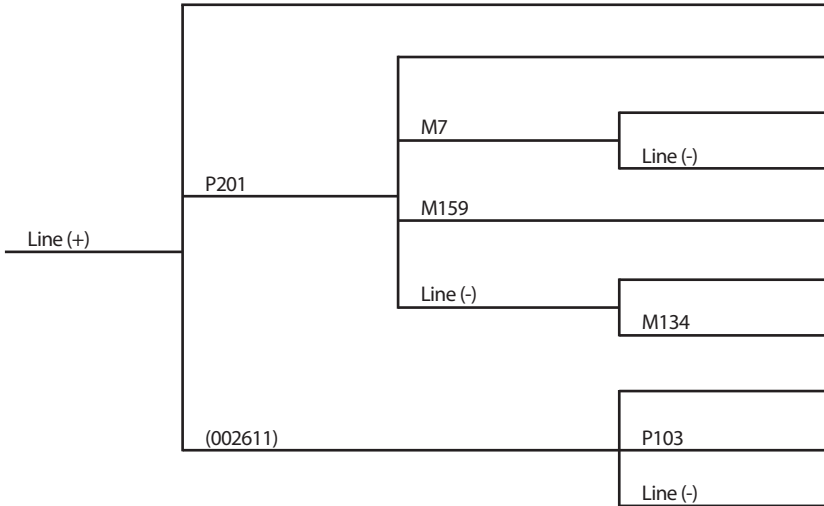 M7
Line (-)
P201
M159
Line (+)
Line (-)
M134
(002611)
P103
Line (-)